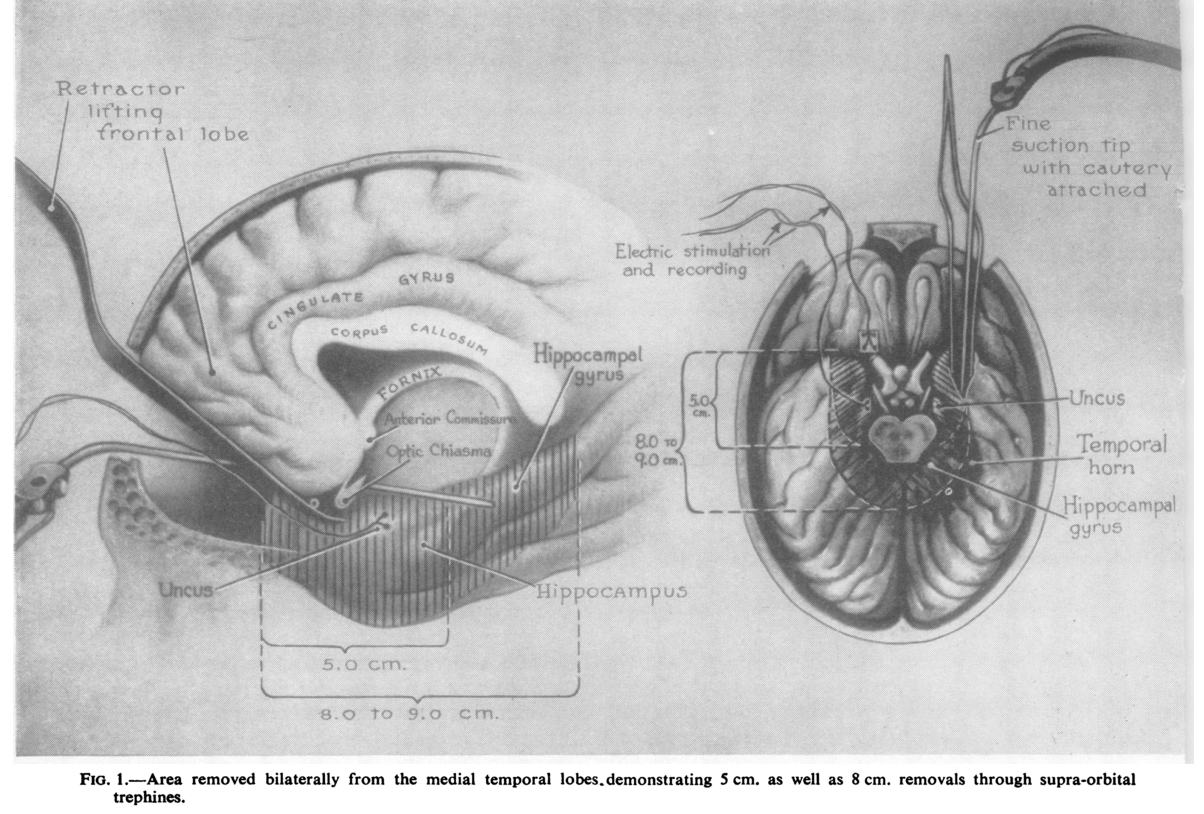 Retractor
lifting
frontal lobe
CINGULATE GYRUS
CORPUS CALLOSUM
FORNIX
Anterior Commissure
Optic Chiasma
Hippocampal
gyrus
Uncus
Hippocampus
5.0 cm.
8.0 to 9.0 cm.
Fine
suction tip
with cautery
attached
Electric stimulation
and recording
5.0
cm.
8.0 TO
9.0 cm.
Uncus
Temporal
horn
Hippocampal
gyrus
FIG. 1.—Area removed bilaterally from the medial temporal lobes demonstrating 5 cm. as well as 8 cm. removals through supra-orbital
trephines.